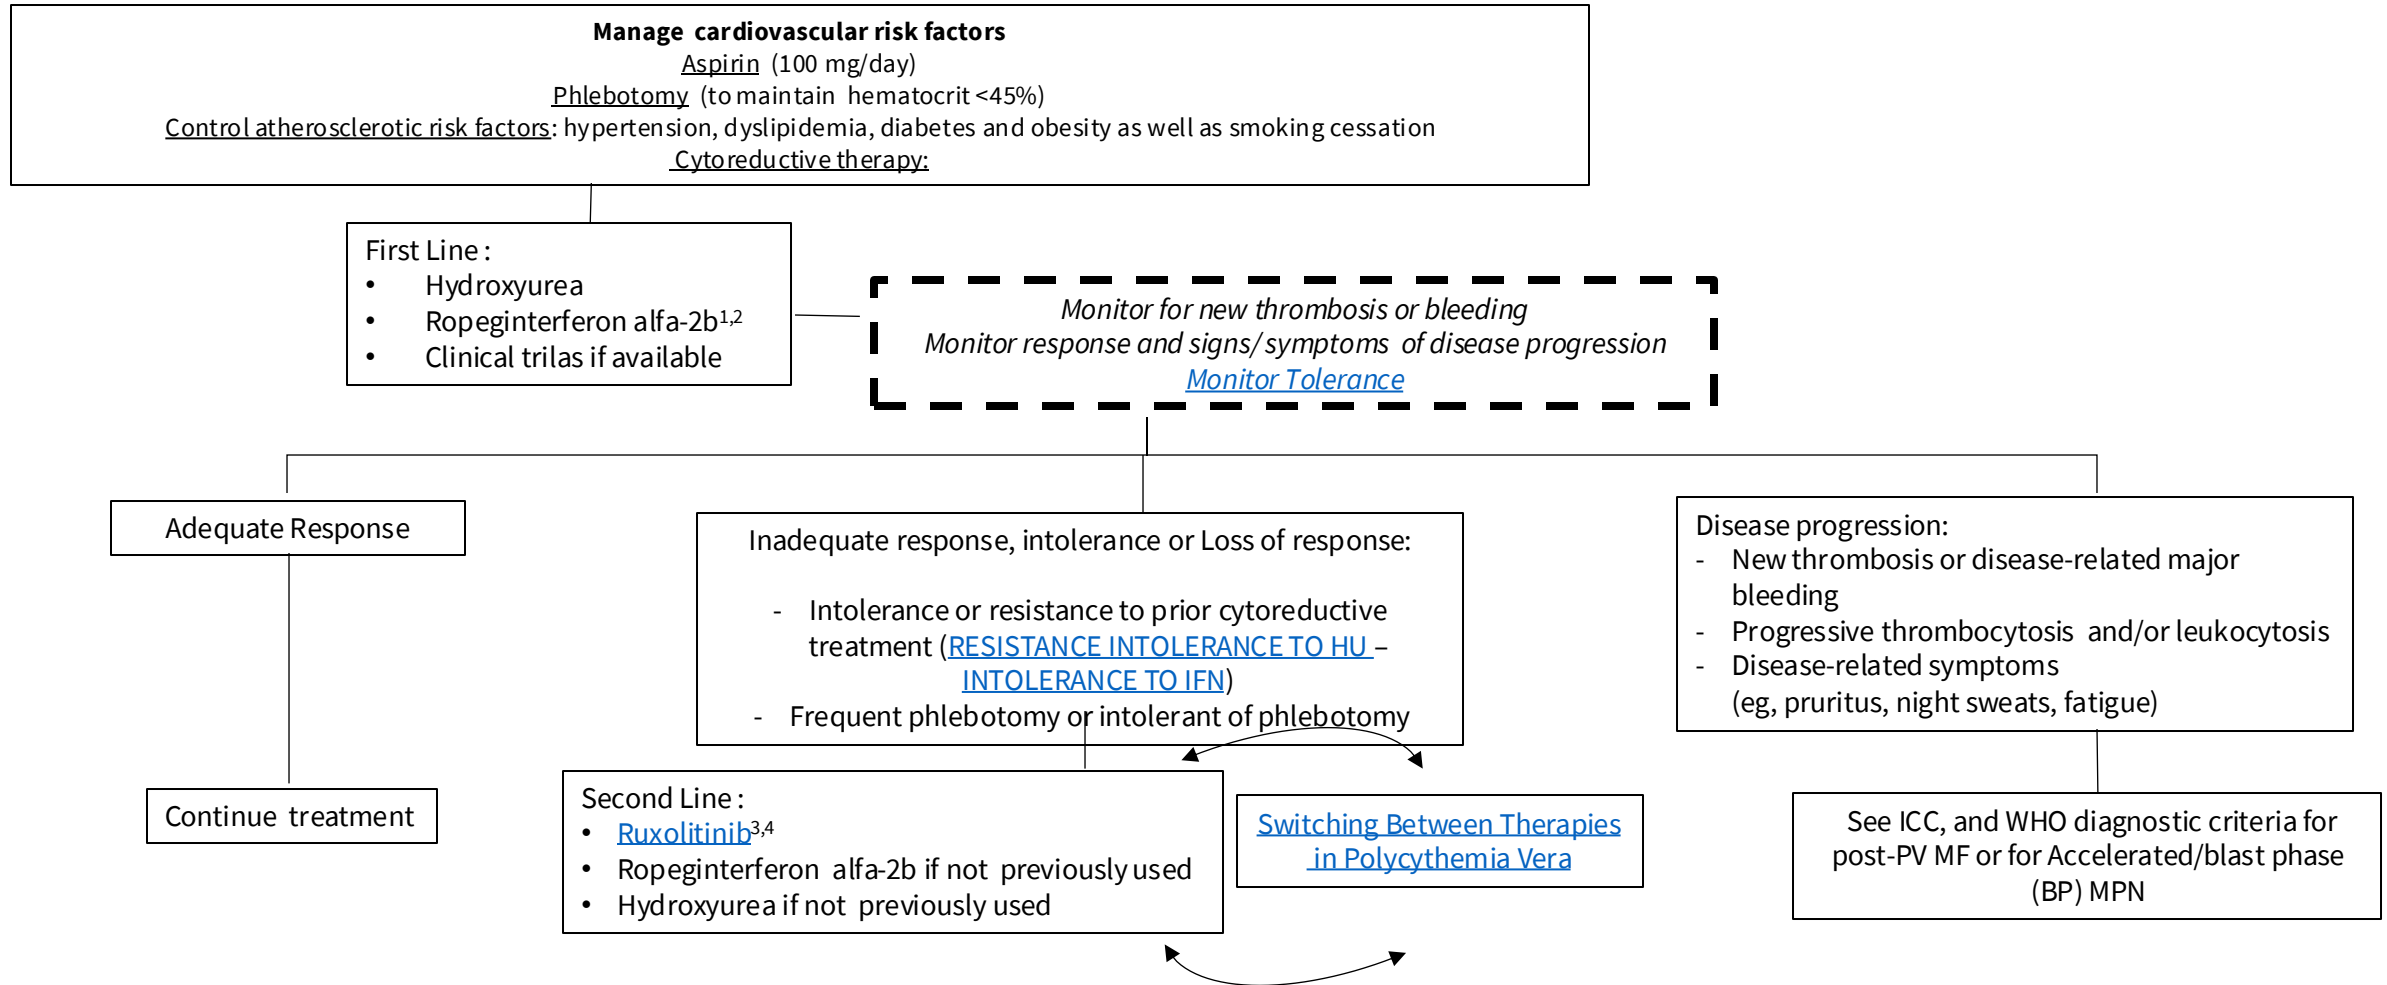 Manage cardiovascular risk factors
Aspirin (100 mg/day)
Phlebotomy (to maintain hematocrit <45%)
Control atherosclerotic risk factors: hypertension, dyslipidemia, diabetes and obesity as well as smoking cessation
Cytoreductive therapy:
First Line :
• Hydroxyurea
• Ropeginterferon alfa-2b1,2
• Clinical trilas if available
Monitor for new thrombosis or bleeding
Monitor response and signs/symptoms of disease progression
Monitor Tolerance
Adequate Response
Continue treatment
Inadequate response, intolerance or Loss of response:
- Intolerance or resistance to prior cytoreductive
treatment (RESISTANCE INTOLERANCE TO HU –
INTOLERANCE TO IFN)
- Frequent phlebotomy or intolerant of phlebotomy
Second Line :
• Ruxolitinib3,4
• Ropeginterferon alfa-2b if not previously used
• Hydroxyurea if not previously used
Switching Between Therapies
in Polycythemia Vera
Disease progression:
- New thrombosis or disease-related major
bleeding
- Progressive thrombocytosis and/or leukocytosis
- Disease-related symptoms
(eg, pruritus, night sweats, fatigue)
See ICC, and WHO diagnostic criteria for
post-PV MF or for Accelerated/blast phase
(BP) MPN